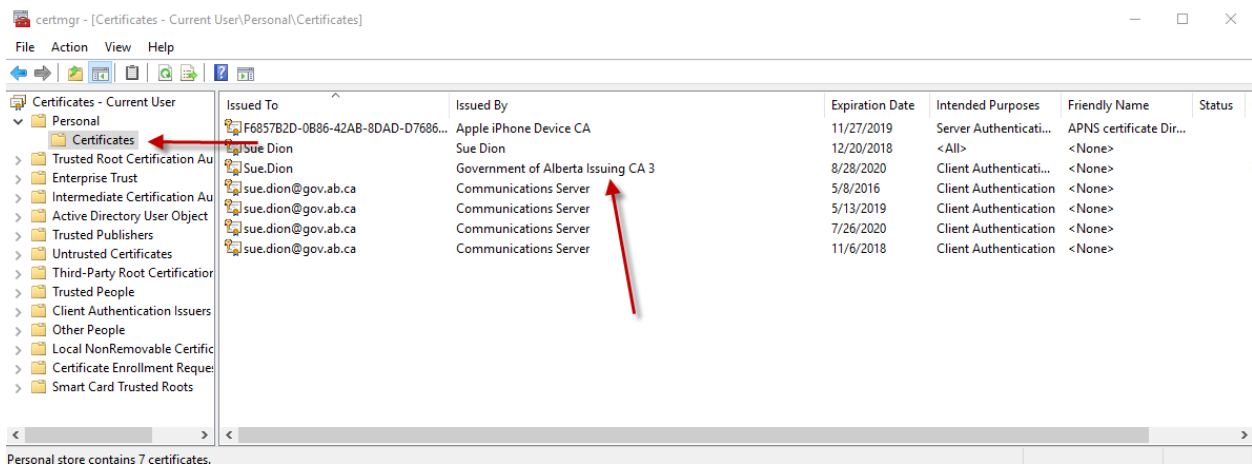 certmgr - [Certificates - Current User\Personal\Certificates]
File Action View Help
Certificates - Current User
Personal
Certificates
Trusted Root Certification Au
Enterprise Trust
Intermediate Certification Au
Active Directory User Object
Trusted Publishers
Untrusted Certificates
Third-Party Root Certification
Trusted People
Client Authentication Issuers
Other People
Local NonRemovable Certific
Certificate Enrollment Reques
Smart Card Trusted Roots
Issued To Issued By Expiration Date Intended Purposes Friendly Name Status
F6857B2D-0B86-42AB-8DAD-D7686... Apple iPhone Device CA 11/27/2019 Server Authenticati... APNS certificate Dir...
Sue Dion Sue Dion 12/20/2018 <All> <None>
Sue.Dion Government of Alberta Issuing CA 3 8/28/2020 Client Authenticati... <None>
sue.dion@gov.ab.ca Communications Server 5/8/2016 Client Authentication <None>
sue.dion@gov.ab.ca Communications Server 5/13/2019 Client Authentication <None>
sue.dion@gov.ab.ca Communications Server 7/26/2020 Client Authentication <None>
sue.dion@gov.ab.ca Communications Server 11/6/2018 Client Authentication <None>
Personal store contains 7 certificates.